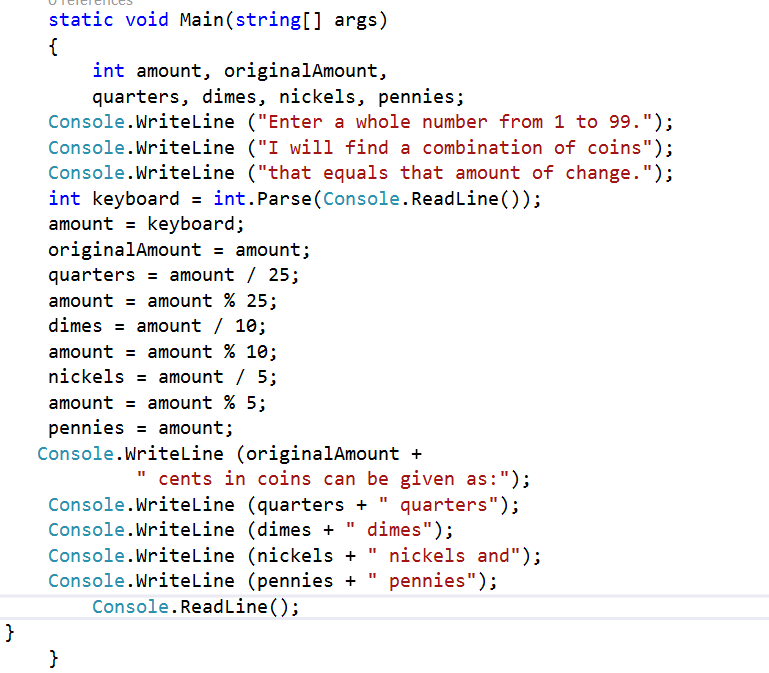 0 references
static void Main(string[] args)
{
int amount, originalAmount,
quarters, dimes, nickels, pennies;
Console.WriteLine ("Enter a whole number from 1 to 99.");
Console.WriteLine ("I will find a combination of coins");
Console.WriteLine ("that equals that amount of change.");
int keyboard = int.Parse(Console.ReadLine());
amount = keyboard;
originalAmount = amount;
quarters = amount / 25;
amount = amount % 25;
dimes = amount / 10;
amount = amount % 10;
nickels = amount / 5;
amount = amount % 5;
pennies = amount;
Console.WriteLine (originalAmount +
" cents in coins can be given as:");
Console.WriteLine (quarters + " quarters");
Console.WriteLine (dimes + " dimes");
Console.WriteLine (nickels + " nickels and");
Console.WriteLine (pennies + " pennies");
Console.ReadLine();
}
}